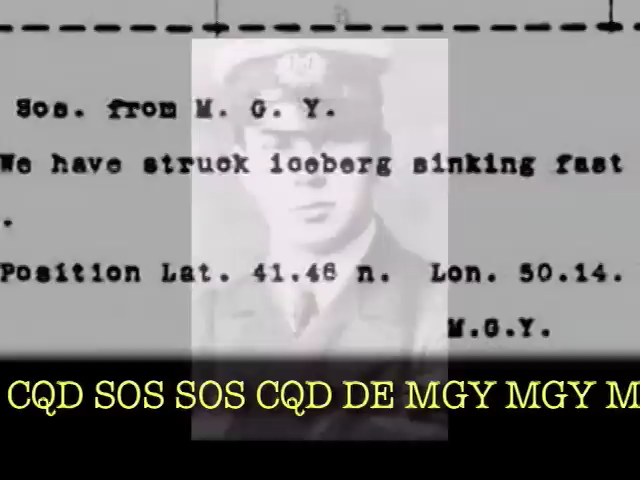 Sos. from M. G. Y.
We have struck iceberg sinking fast
.
Position Lat. 41.46 n. Lon. 50.14.
M.G.Y.
CQD SOS SOS CQD DE MGY MGY M